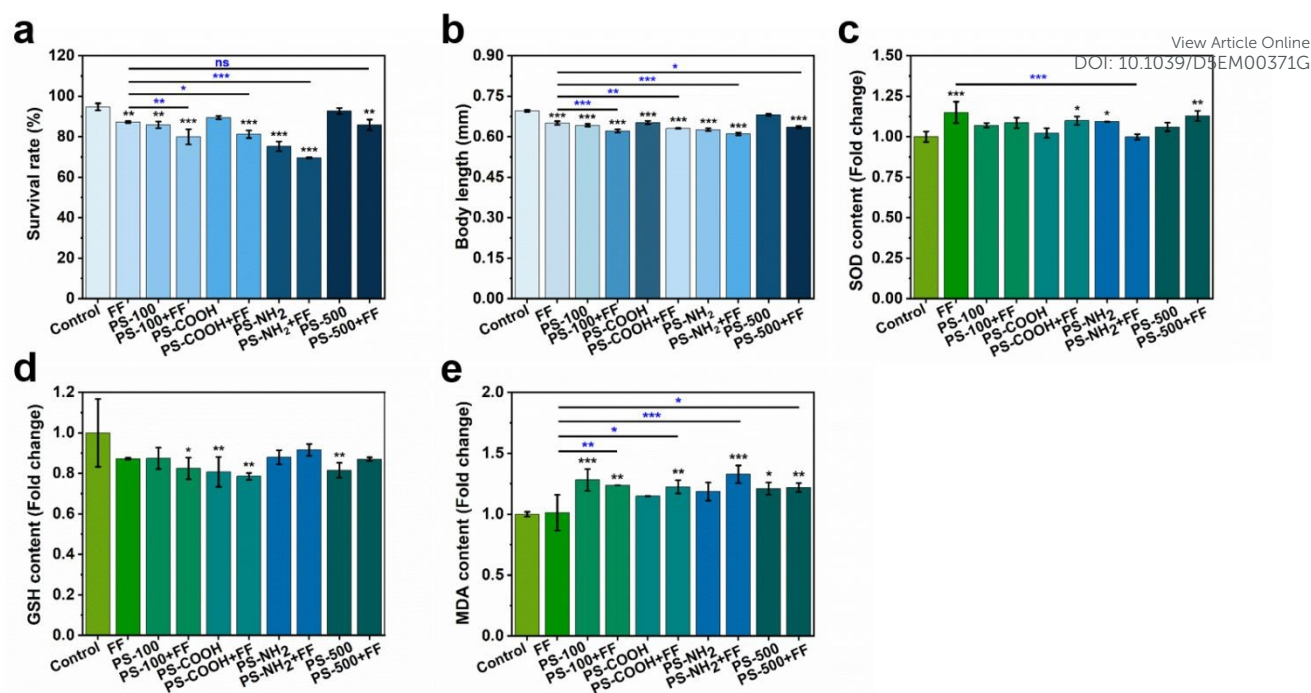 View Article Online
DOI: 10.1039/D5EM00371G
a
ns
***
*
**
** ** *** *** *** *** **
Survival rate (%)
120
100
80
60
40
20
0
Control FF PS-100 PS-100+FF PS-COOH PS-COOH+FF PS-NH2 PS-NH2+FF PS-500 PS-500+FF
b
*
***
**
***
*** *** *** *** *** *** *** ***
Body length (mm)
0.90
0.75
0.60
0.45
0.30
0.15
0.00
Control FF PS-100 PS-100+FF PS-COOH PS-COOH+FF PS-NH2 PS-NH2+FF PS-500 PS-500+FF
c
***
*** * * **
SOD content (Fold change)
1.50
1.25
1.00
0.75
0.50
0.25
0.00
Control FF PS-100 PS-100+FF PS-COOH PS-COOH+FF PS-NH2 PS-NH2+FF PS-500 PS-500+FF
d
* ** ** **
GSH content (Fold change)
1.2
1.0
0.8
0.6
0.4
0.2
0.0
Control FF PS-100 PS-100+FF PS-COOH PS-COOH+FF PS-NH2 PS-NH2+FF PS-500 PS-500+FF
e
*
***
*
**
*** ** ** *** * **
MDA content (Fold change)
2.0
1.5
1.0
0.5
0.0
Control FF PS-100 PS-100+FF PS-COOH PS-COOH+FF PS-NH2 PS-NH2+FF PS-500 PS-500+FF